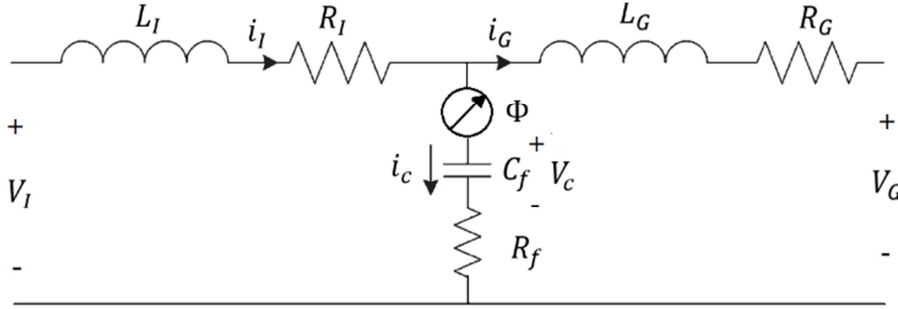 L_I i_I R_I i_G L_G R_G
Φ
+ + +
i_c C_f V_c
V_I V_G
-
R_f
- -